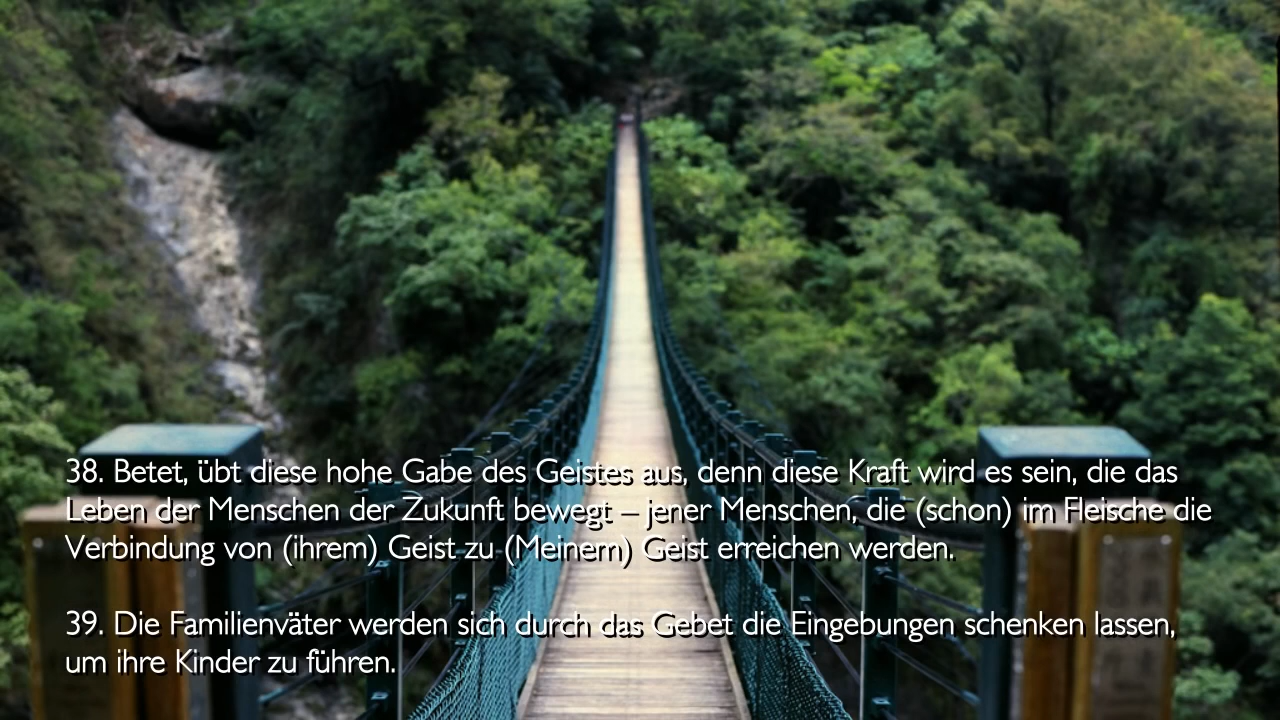 38. Betet, übt diese hohe Gabe des Geistes aus, denn diese Kraft wird es sein, die das
Leben der Menschen der Zukunft bewegt – jener Menschen, die (schon) im Fleische die
Verbindung von (ihrem) Geist zu (Meinem) Geist erreichen werden.
39. Die Familienväter werden sich durch das Gebet die Eingebungen schenken lassen,
um ihre Kinder zu führen.